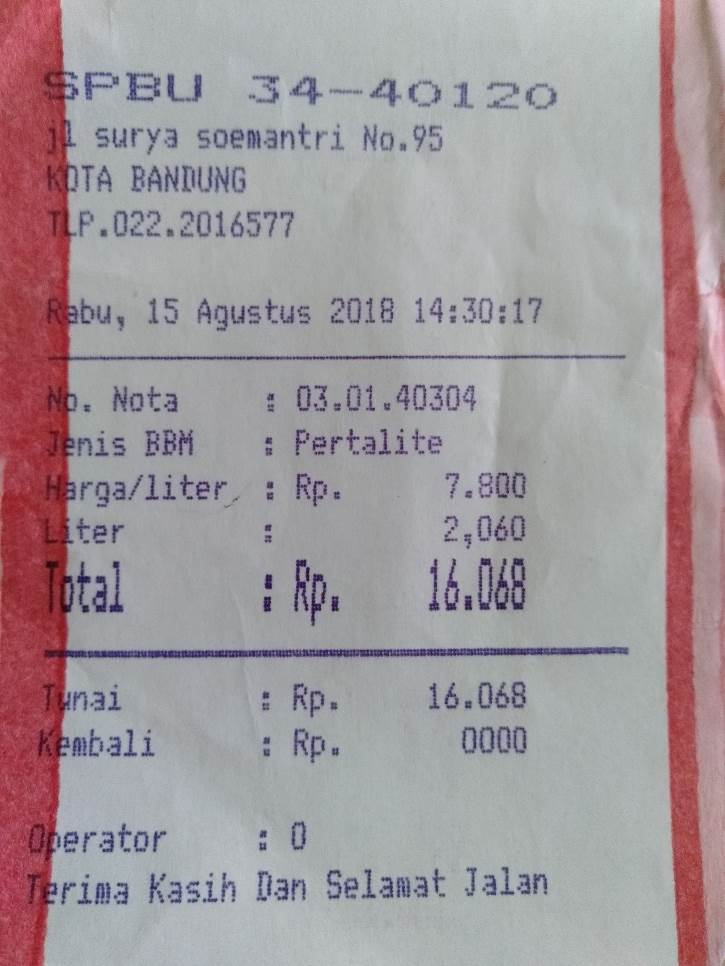 SPBU 34-40120
jl surya soemantri No.95
KOTA BANDUNG
TLP.022.2016577
Rabu, 15 Agustus 2018 14:30:17
No. Nota : 03.01.40304
Jenis BBM : Pertalite
Harga/liter : Rp. 7.800
Liter : 2,060
Total : Rp. 16.068
Tunai : Rp. 16.068
Kembali : Rp. 0000
Operator : 0
Terima Kasih Dan Selamat Jalan